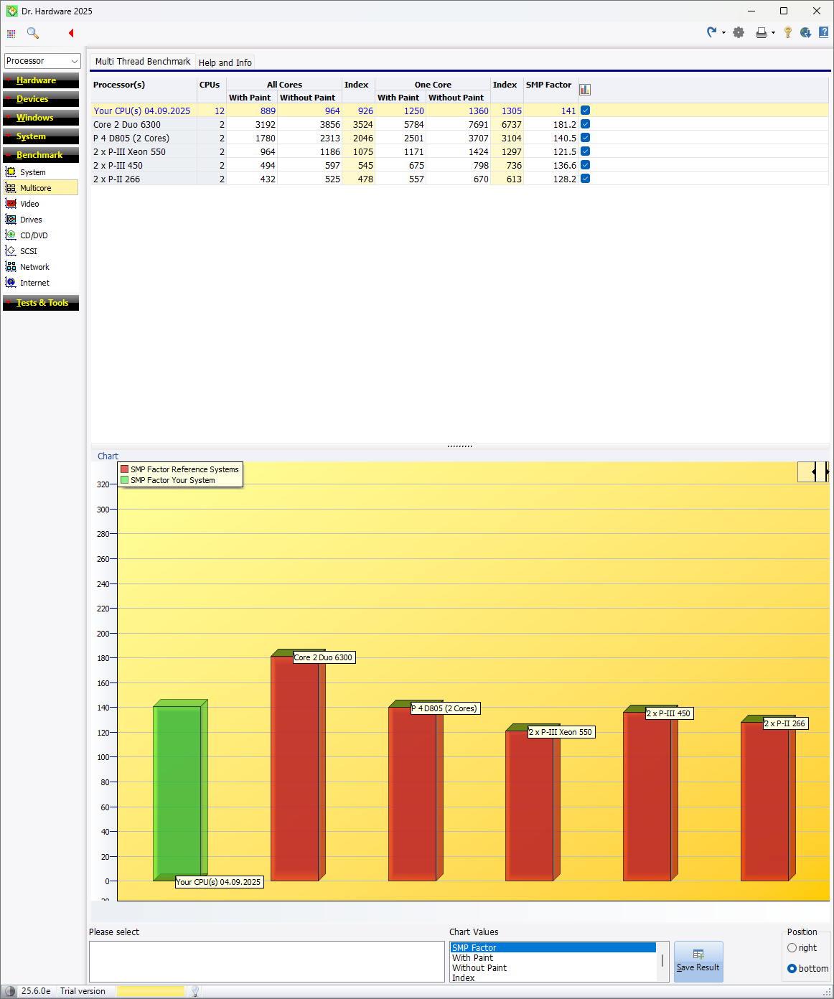 Dr. Hardware 2025
Processor
Hardware
Devices
Windows
System
Benchmark
System
Multicore
Video
Drives
CD/DVD
SCSI
Network
Internet
Tests & Tools
Multi Thread Benchmark Help and Info
Processor(s) CPUs All Cores Index One Core Index SMP Factor
With Paint Without Paint With Paint Without Paint
Your CPU(s) 04.09.2025 12 889 964 926 1250 1360 1305 141
Core 2 Duo 6300 2 3192 3856 3524 5784 7691 6737 181.2
P 4 D805 (2 Cores) 2 1780 2313 2046 2501 3707 3104 140.5
2 x P-III Xeon 550 2 964 1186 1075 1171 1424 1297 121.5
2 x P-III 450 2 494 597 545 675 798 736 136.6
2 x P-II 266 2 432 525 478 557 670 613 128.2
Chart
SMP Factor Reference Systems
SMP Factor Your System
320
300
280
260
240
220
200
180
160
140
120
100
80
60
40
20
0
Core 2 Duo 6300
P 4 D805 (2 Cores)
2 x P-III Xeon 550
2 x P-III 450
2 x P-II 266
Your CPU(s) 04.09.2025
Please select
Chart Values
SMP Factor
With Paint
Without Paint
Index
Save Result
Position
right
bottom
25.6.0e Trial version